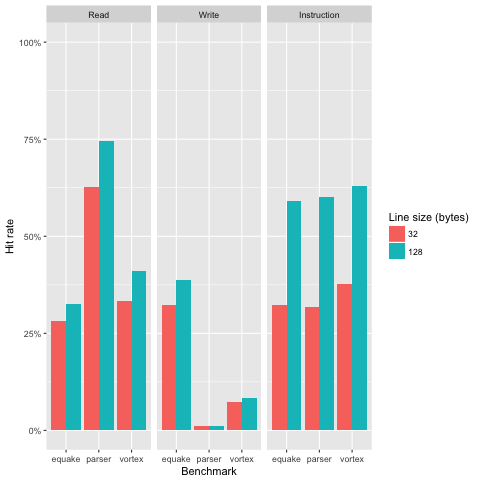 Read Write Instruction
100%
75%
50%
25%
0%
Hit rate
equake parser vortex equake parser vortex equake parser vortex
Benchmark
Line size (bytes)
32
128